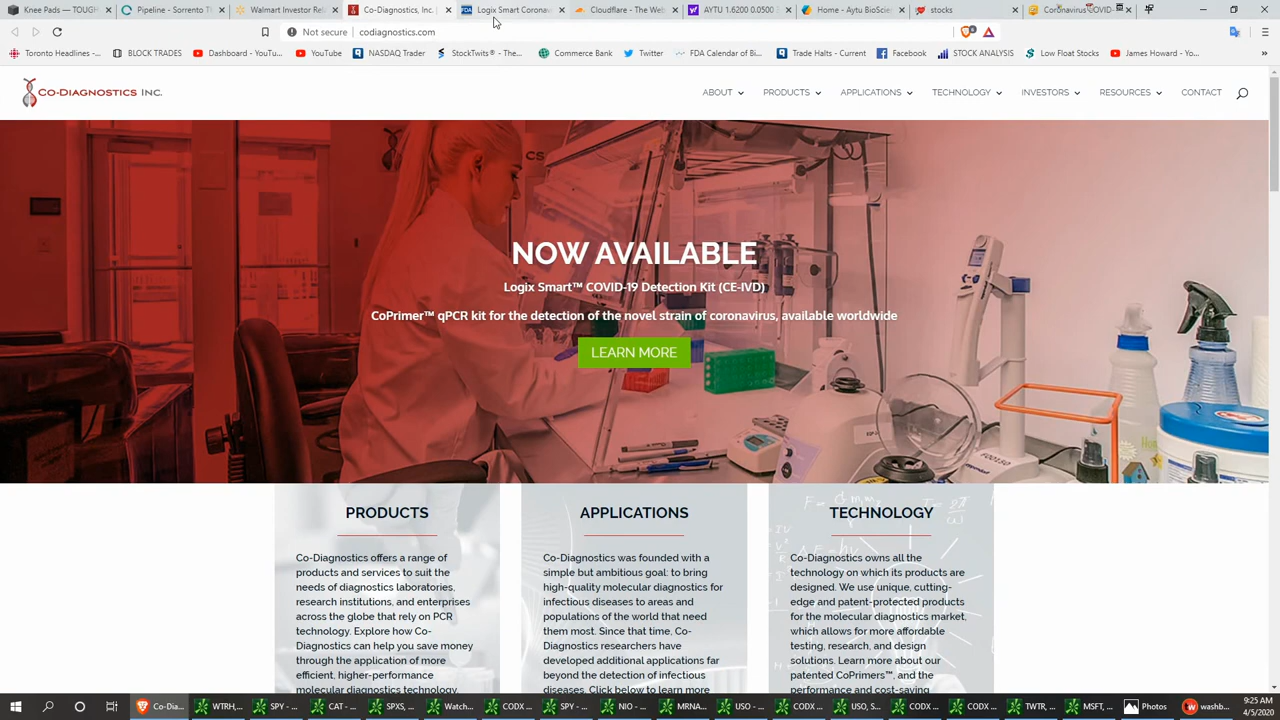 Knee Pads — TOUGH
Pipeline - Sorrento T
Walmart Investor Rel
Co-Diagnostics, Inc.
Logix Smart Coronav
Cloudflare - The Web
AYTU 1.6200 0.0500
Home - Aytu BioScie
stocks
Coronavirus COVID-
Not secure codiagnostics.com
6
Toronto Headlines...
BLOCK TRADES
Dashboard - YouTu...
YouTube
NASDAQ Trader
StockTwits® - The...
Commerce Bank
Twitter
FDA Calendar of Bi...
Trade Halts - Current
Facebook
STOCK ANALYSIS
Low Float Stocks
James Howard - Yo...
CO-DIAGNOSTICS INC.
ABOUT
PRODUCTS
APPLICATIONS
TECHNOLOGY
INVESTORS
RESOURCES
CONTACT
CS
NOW AVAILABLE
Logix Smart™ COVID-19 Detection Kit (CE-IVD)
CoPrimer™ qPCR kit for the detection of the novel strain of coronavirus, available worldwide
LEARN MORE
PRODUCTS
Co-Diagnostics offers a range of
products and services to suit the
needs of diagnostics laboratories,
research institutions, and enterprises
across the globe that rely on PCR
technology. Explore how Co-
Diagnostics can help you save money
through the application of more
efficient, higher-performance
molecular diagnostics technology.
APPLICATIONS
Co-Diagnostics was founded with a
simple but ambitious goal: to bring
high-quality molecular diagnostics for
infectious diseases to areas and
populations of the world that need
them most. Since that time, Co-
Diagnostics researchers have
developed additional applications far
beyond the detection of infectious
diseases. Click below to learn more
TECHNOLOGY
Co-Diagnostics owns all the
technology on which its products are
designed. We use unique, cutting-
edge and patent-protected products
for the molecular diagnostics market,
which allows for more affordable
testing, research, and design
solutions. Learn more about our
patented CoPrimers™, and the
performance and cost-saving
Co-Dia...
WTRH,...
SPY - ...
CAT - ...
SPXS, ...
Watch...
CODX ...
SPY - ...
NIO - ...
MRNA...
USO - ...
CODX ...
USO, S...
CODX ...
CODX ...
TWTR, ...
MSFT, ...
Photos
washb...
9:25 AM
4/5/2020